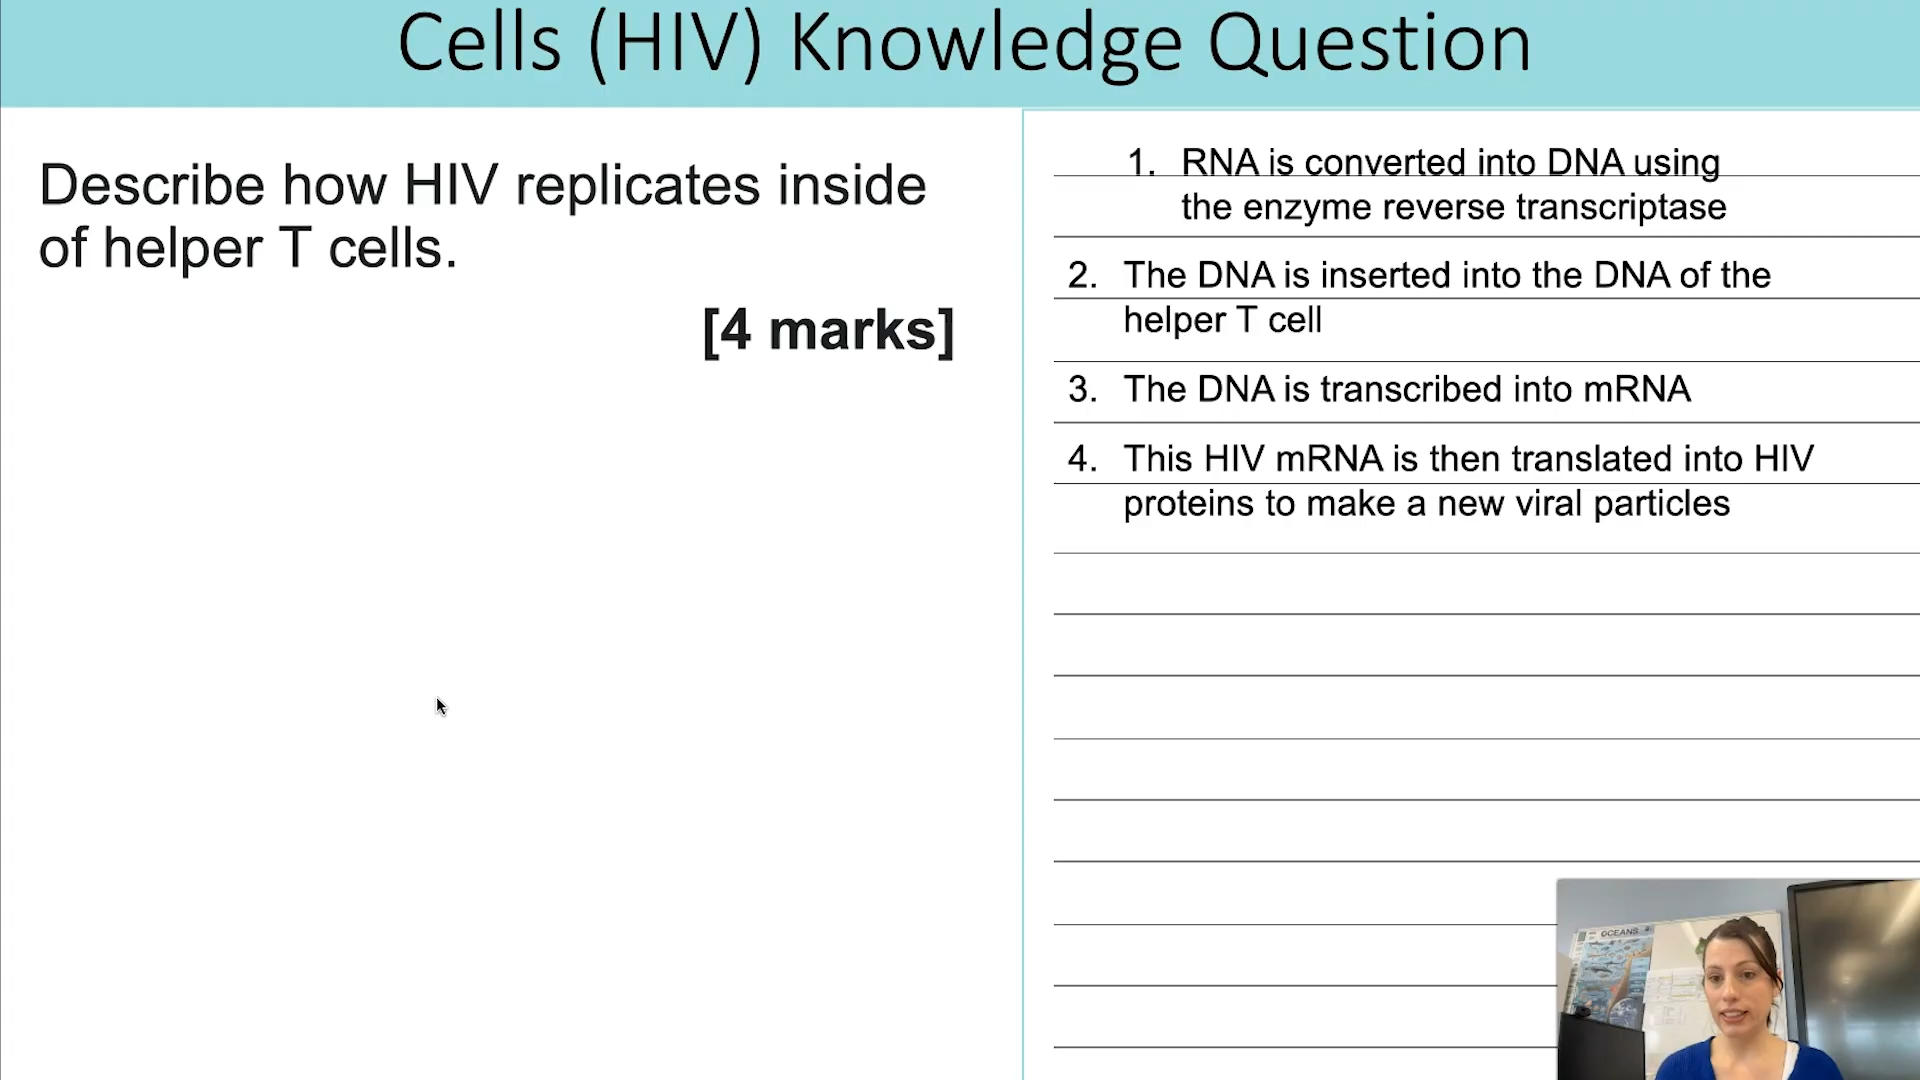 Cells (HIV) Knowledge Question
Describe how HIV replicates inside
of helper T cells.
[4 marks]
1. RNA is converted into DNA using
the enzyme reverse transcriptase
2. The DNA is inserted into the DNA of the
helper T cell
3. The DNA is transcribed into mRNA
4. This HIV mRNA is then translated into HIV
proteins to make a new viral particles
OCEANS